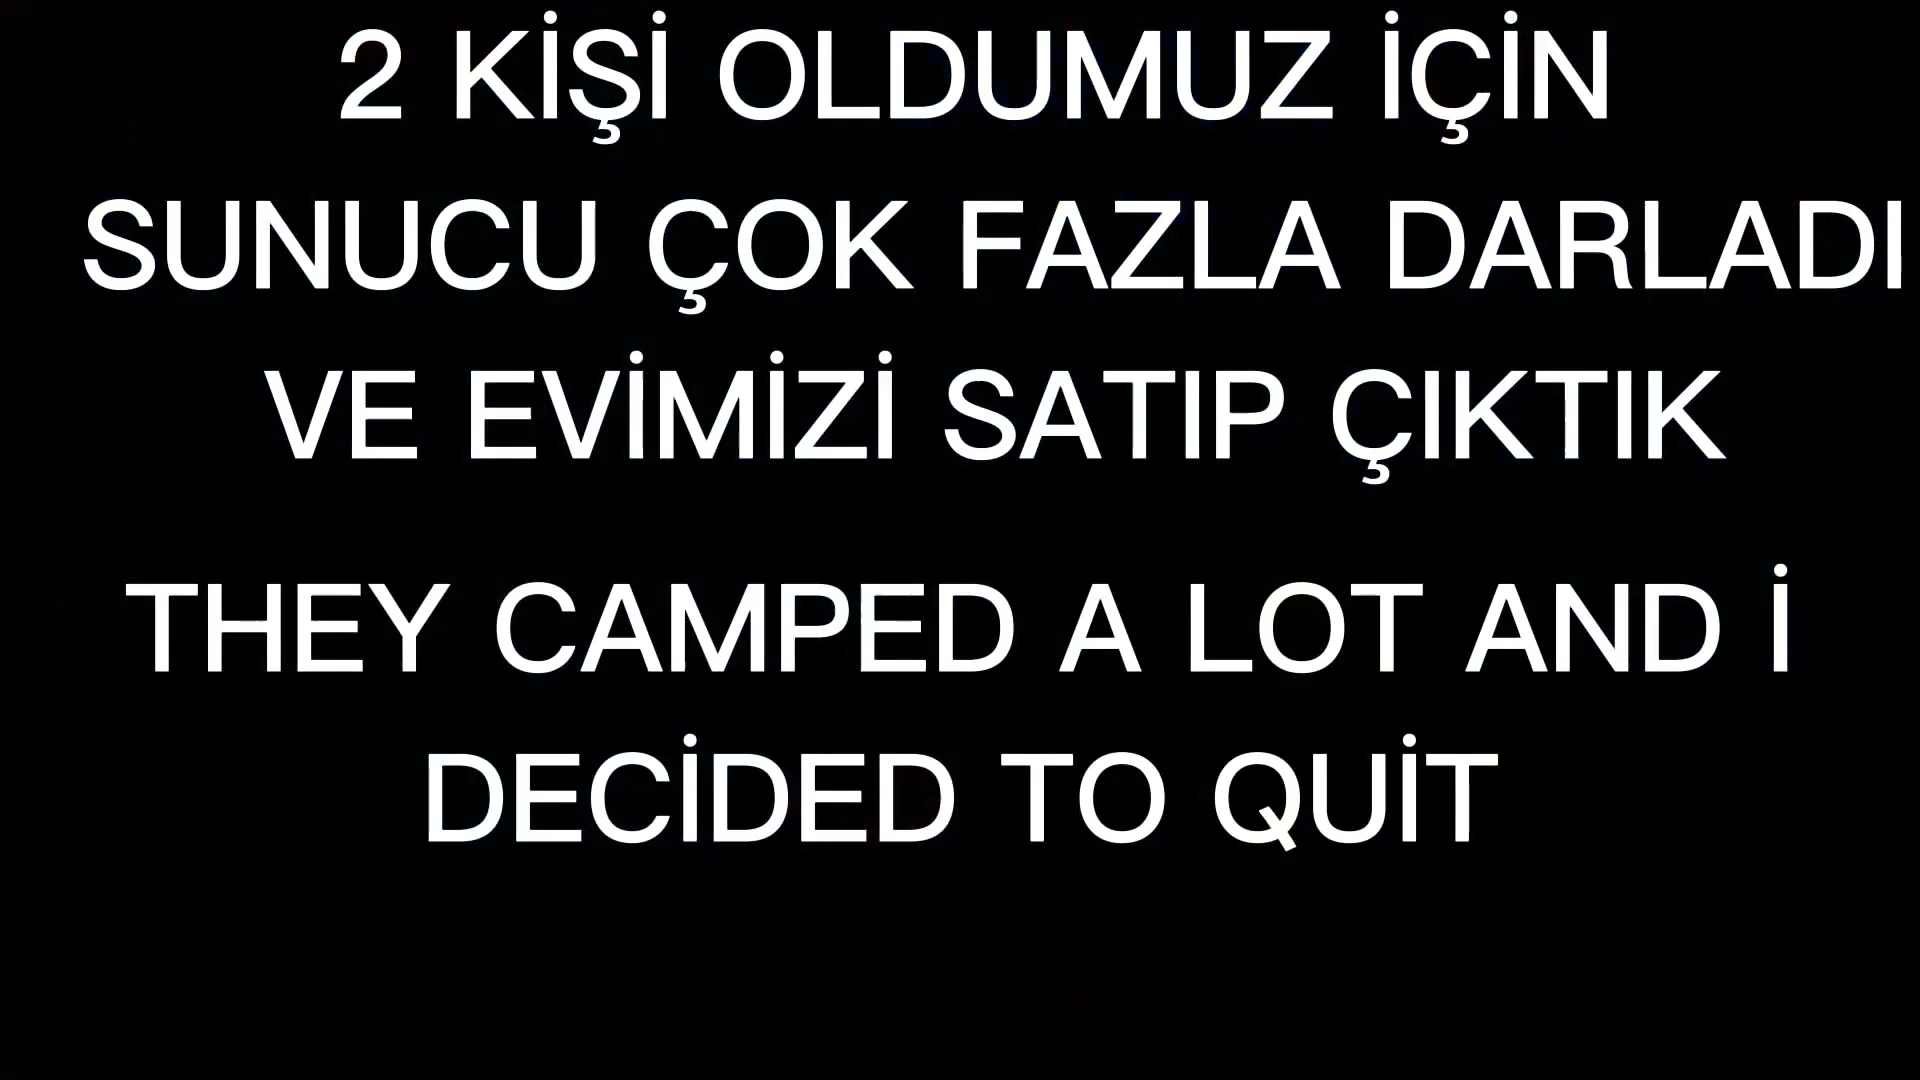 2 KİŞİ OLDUMUZ İÇİN
SUNUCU ÇOK FAZLA DARLADI
VE EVİMİZİ SATIP ÇIKTIK
THEY CAMPED A LOT AND İ
DECİDED TO QUİT